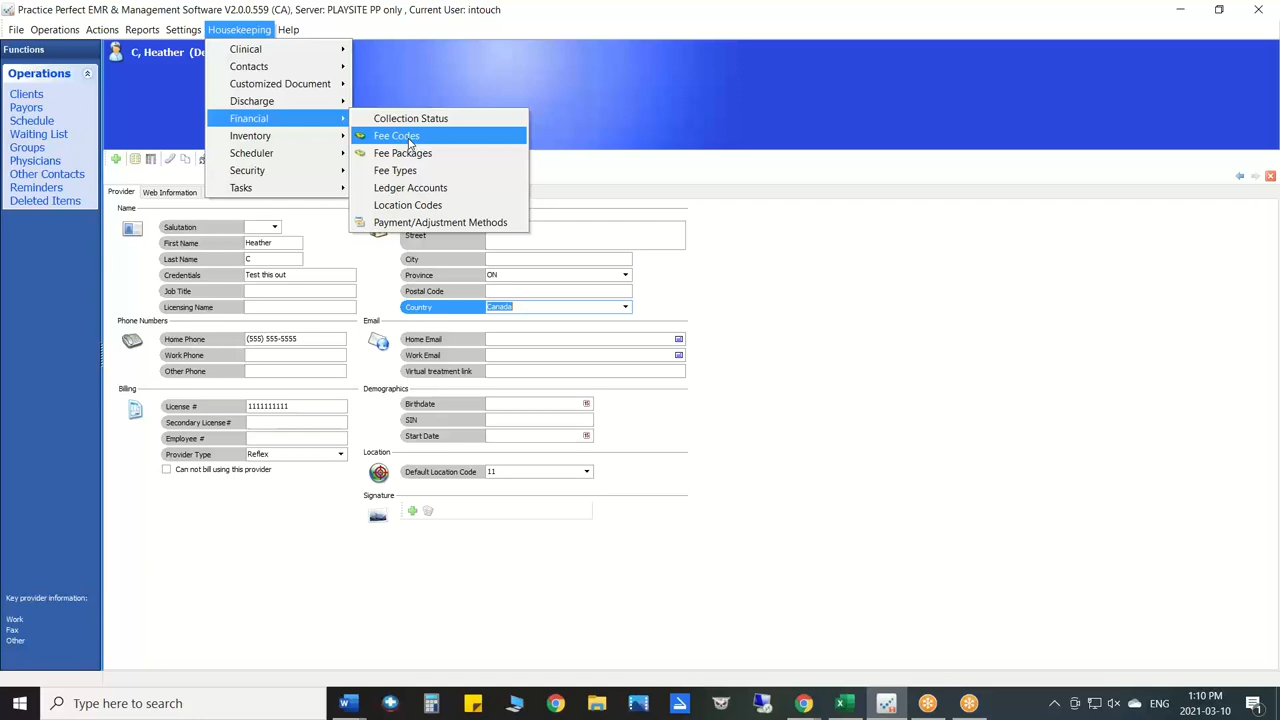 Practice Perfect EMR & Management Software V2.0.0.559 (CA), Server: PLAYSITE PP only , Current User: intouch
File Operations Actions Reports Settings Housekeeping Help
Functions
Operations
Clients
Payors
Schedule
Waiting List
Groups
Physicians
Other Contacts
Reminders
Deleted Items
C, Heather (De
Clinical
Contacts
Customized Document
Discharge
Financial
Inventory
Scheduler
Security
Tasks
Collection Status
Fee Codes
Fee Packages
Fee Types
Ledger Accounts
Location Codes
Payment/Adjustment Methods
Provider Web Information
Name
Salutation
First Name Heather
Last Name C
Credentials Test this out
Job Title
Licensing Name
Street
City
Province ON
Postal Code
Country Canada
Phone Numbers
Home Phone (555) 555-5555
Work Phone
Other Phone
Email
Home Email
Work Email
Virtual treatment link
Billing
License # 1111111111
Secondary License#
Employee #
Provider Type Reflex
Can not bill using this provider
Demographics
Birthdate
SIN
Start Date
Location
Default Location Code 11
Signature
Key provider information:
Work
Fax
Other
Type here to search
ENG
1:10 PM
2021-03-10